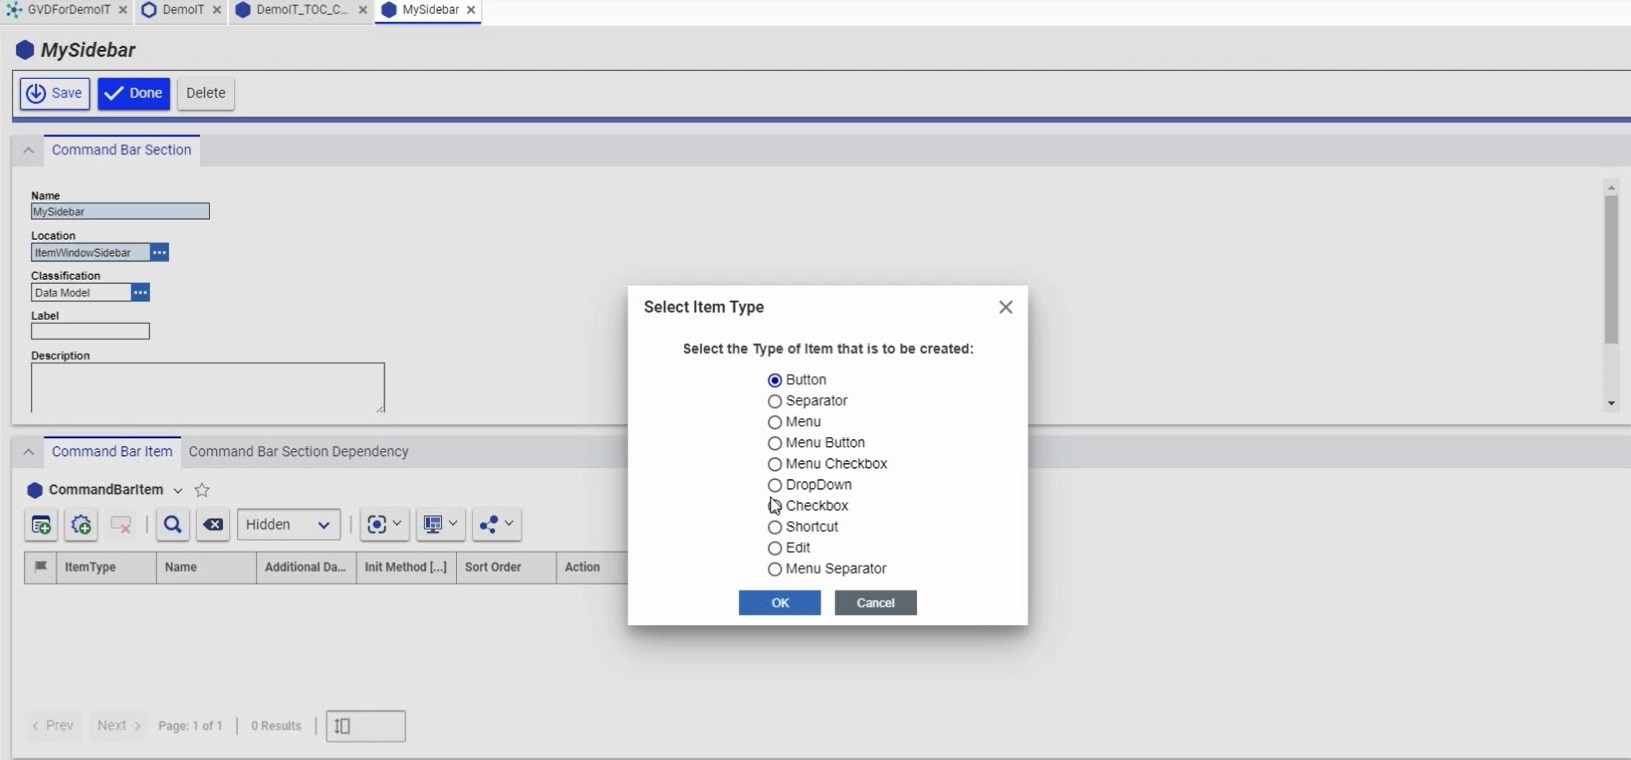 GVDForDemoIT
DemoIT
DemoIT_TOC_C...
MySidebar
MySidebar
Save
Done
Delete
Command Bar Section
Name
MySidebar
Location
ItemWindowSidebar
Classification
Data Model
Label
Description
Select Item Type
Select the Type of Item that is to be created:
Button
Separator
Menu
Menu Button
Menu Checkbox
DropDown
Checkbox
Shortcut
Edit
Menu Separator
OK
Cancel
Command Bar Item
Command Bar Section Dependency
CommandBarItem
Hidden
ItemType
Name
Additional Da...
Init Method [...]
Sort Order
Action
< Prev
Next >
Page: 1 of 1
0 Results